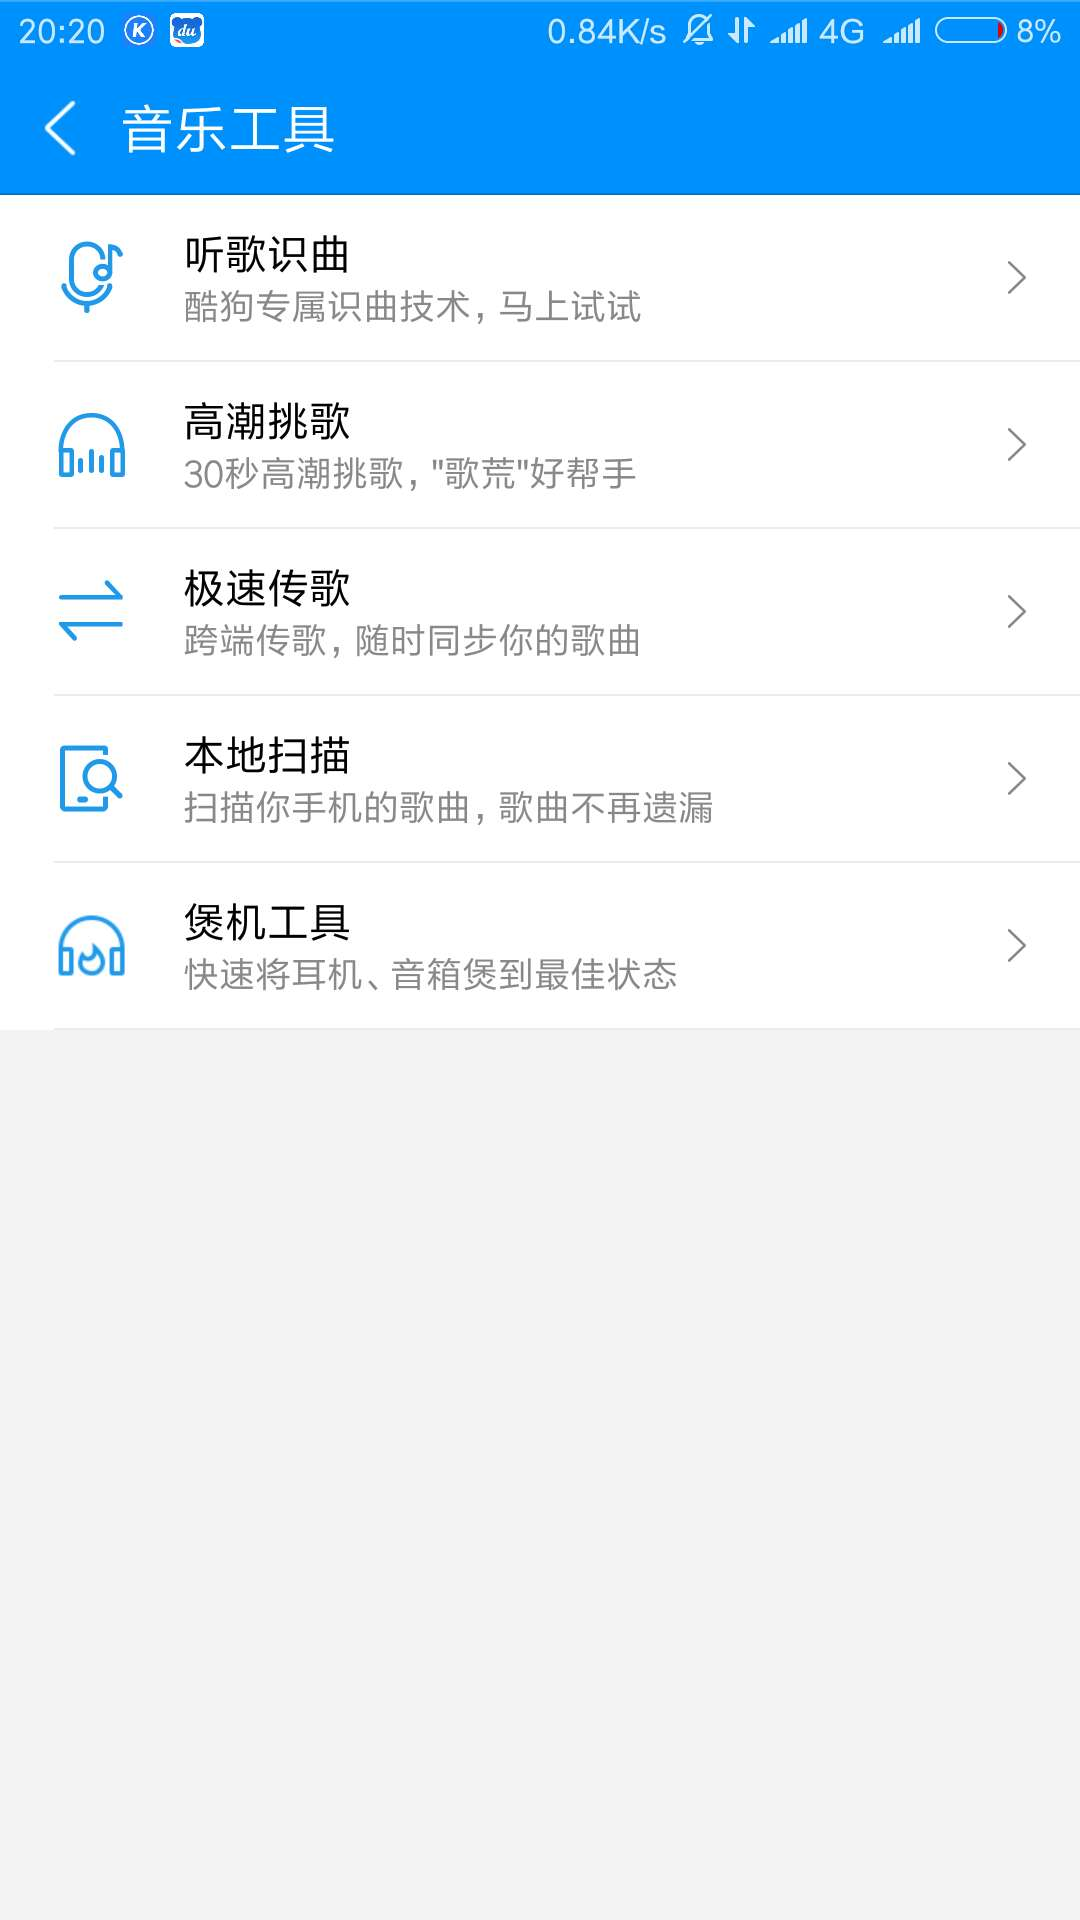 20:20 K du 0.84K/s 4G 8%
音乐工具
听歌识曲
酷狗专属识曲技术，马上试试
高潮挑歌
30秒高潮挑歌，"歌荒"好帮手
极速传歌
跨端传歌，随时同步你的歌曲
本地扫描
扫描你手机的歌曲，歌曲不再遗漏
煲机工具
快速将耳机、音箱煲到最佳状态